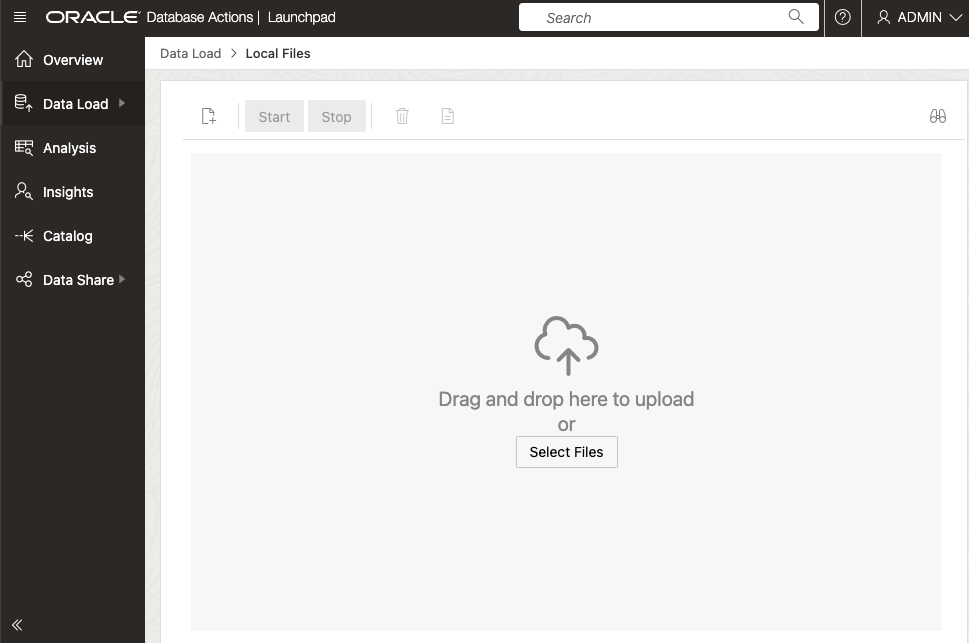 ORACLE Database Actions | Launchpad
Search
ADMIN
Overview
Data Load
Analysis
Insights
Catalog
Data Share
Data Load > Local Files
Start
Stop
Drag and drop here to upload
or
Select Files